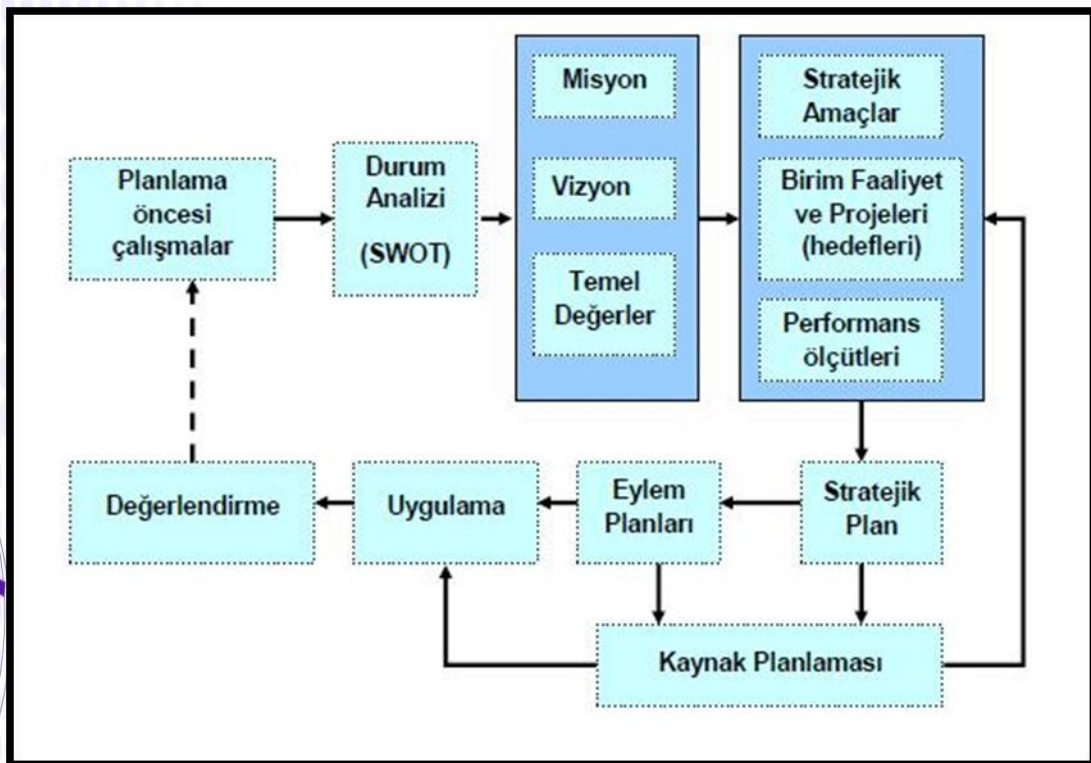 Planlama
öncesi
çalışmalar
Durum
Analizi
(SWOT)
Misyon
Vizyon
Temel
Değerler
Stratejik
Amaçlar
Birim Faaliyet
ve Projeleri
(hedefleri)
Performans
ölçütleri
Değerlendirme
Uygulama
Eylem
Planları
Stratejik
Plan
Kaynak Planlaması